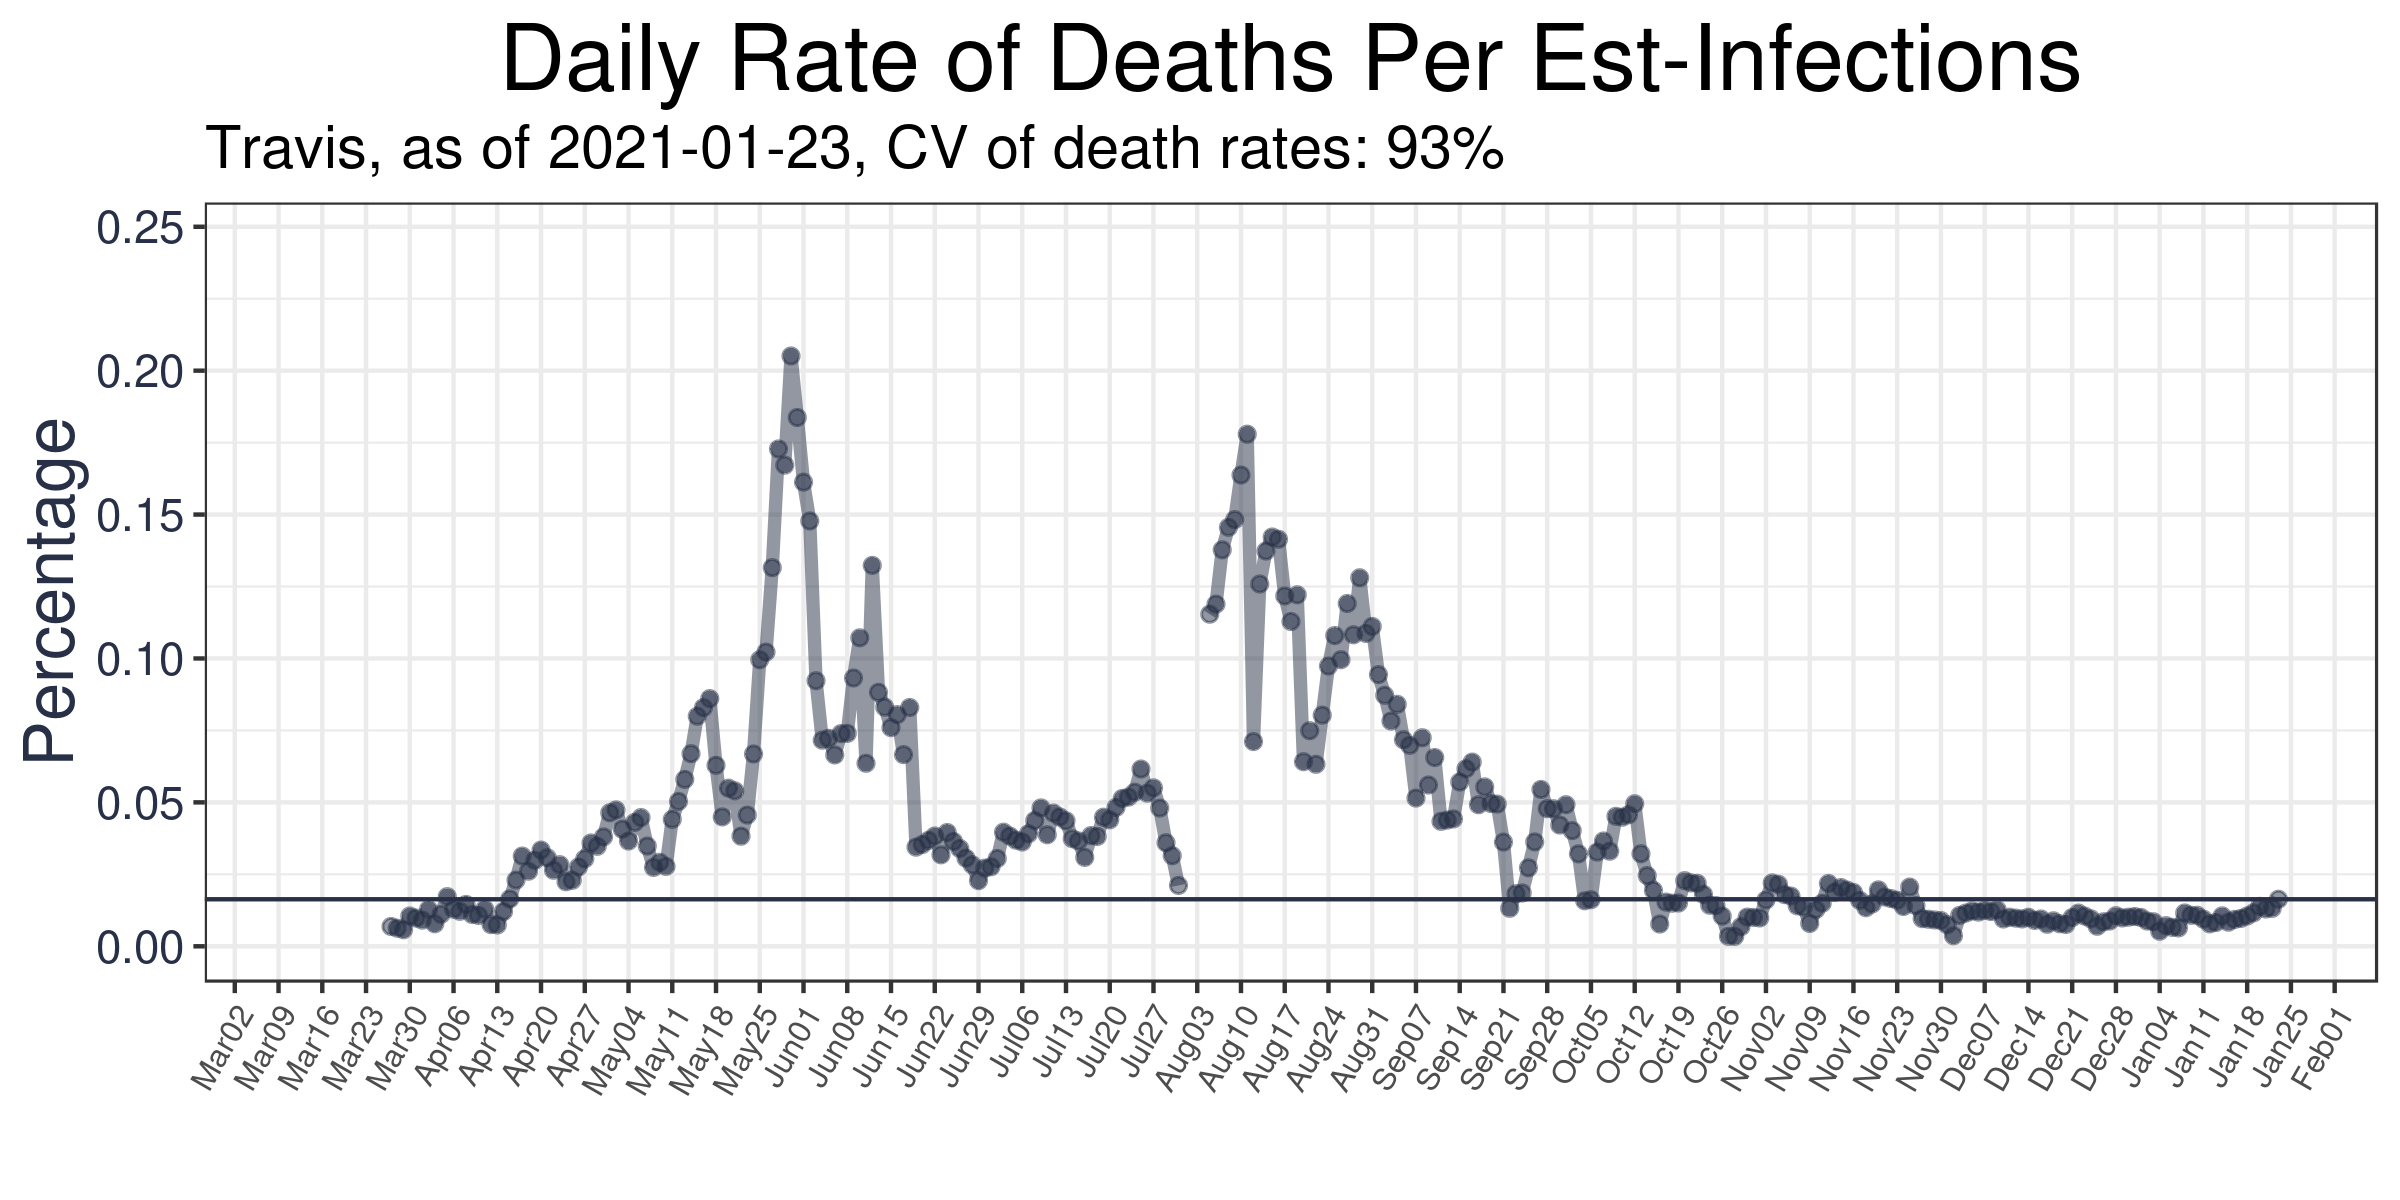 Daily Rate of Deaths Per Est-Infections
Travis, as of 2021-01-23, CV of death rates: 93%
Percentage
0.25
0.20
0.15
0.10
0.05
0.00
Mar02
Mar09
Mar16
Mar23
Mar30
Apr06
Apr13
Apr20
Apr27
May04
May11
May18
May25
Jun01
Jun08
Jun15
Jun22
Jun29
Jul06
Jul13
Jul20
Jul27
Aug03
Aug10
Aug17
Aug24
Aug31
Sep07
Sep14
Sep21
Sep28
Oct05
Oct12
Oct19
Oct26
Nov02
Nov09
Nov16
Nov23
Nov30
Dec07
Dec14
Dec21
Dec28
Jan04
Jan11
Jan18
Jan25
Feb01